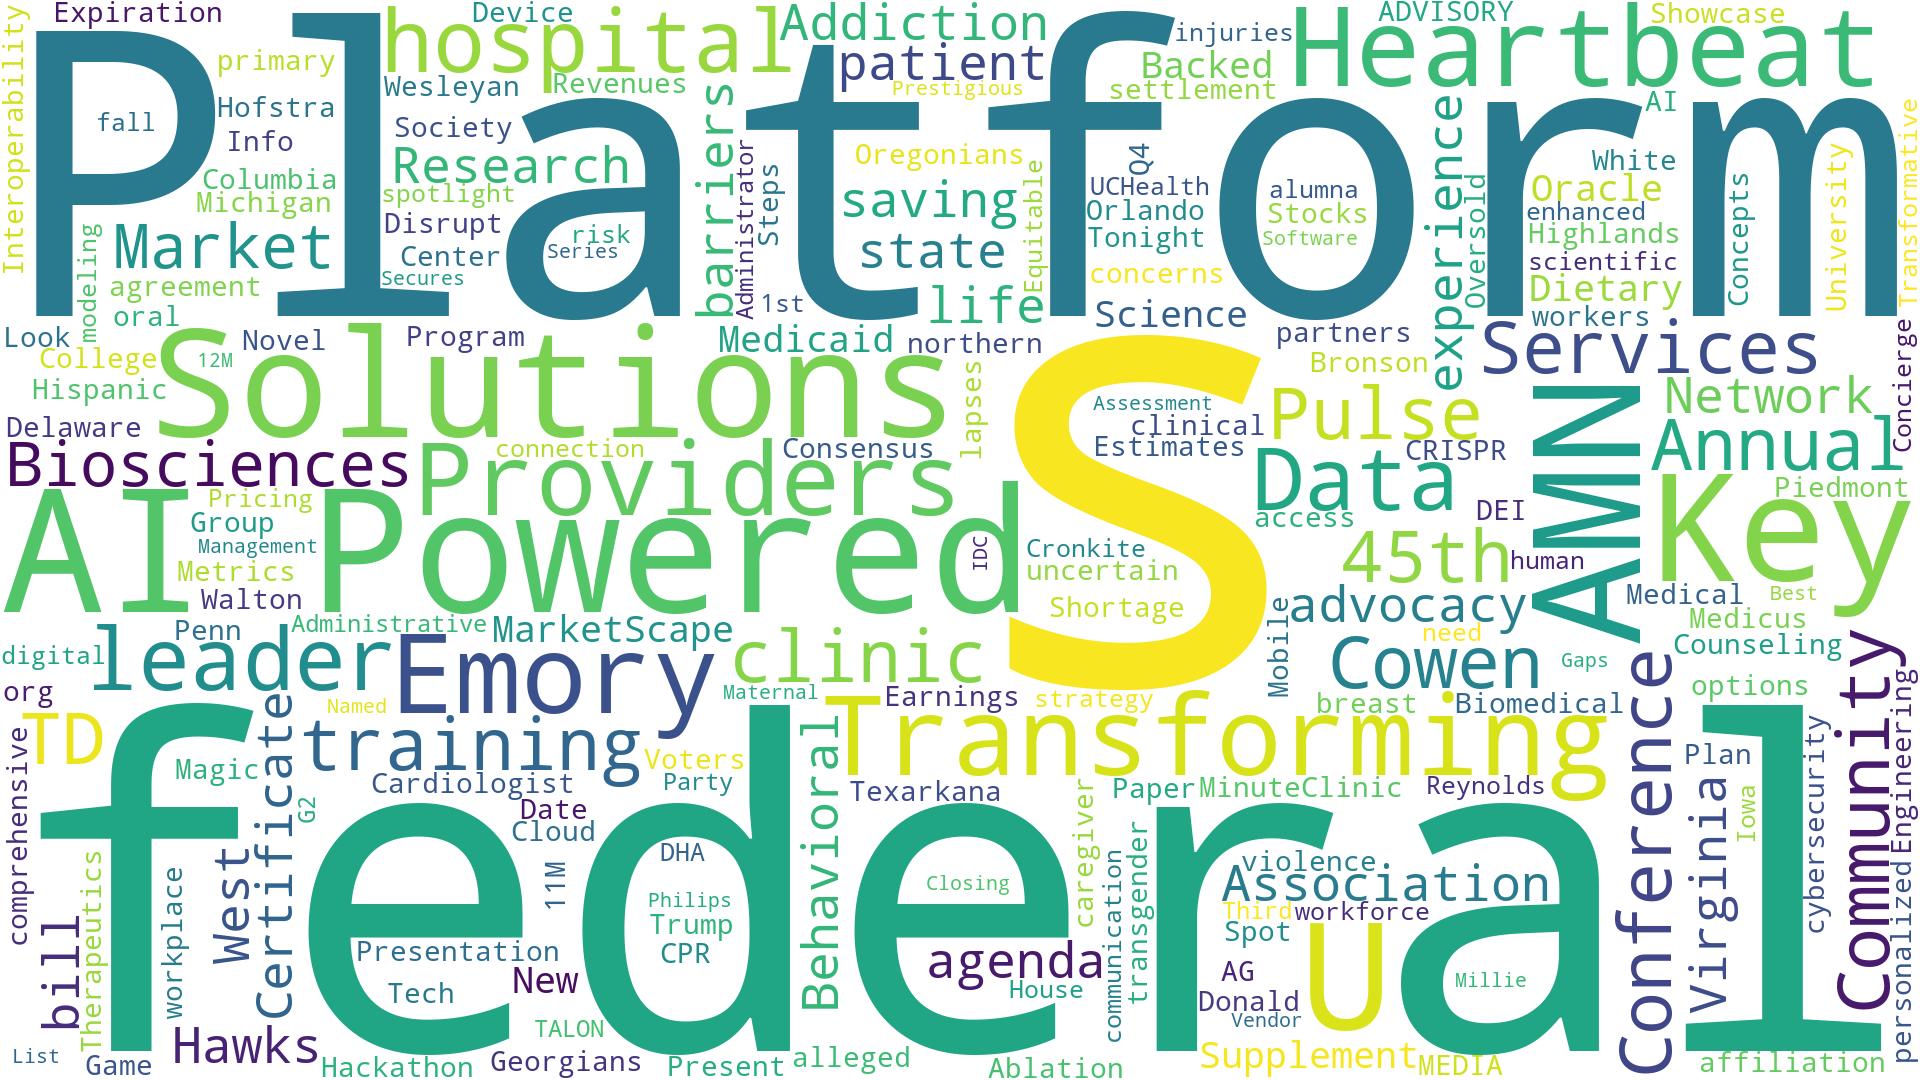 Platform
federal
S
Solutions
AI
Powered
Providers
Heartbeat
hospital
Addiction
patient
Expiration
Device
ADVISORY
Showcase
injuries
Interoperability
primary
Wesleyan
Revenues
Prestigious
Backed
settlement
fall
Hofstra
Info
Society
Research
barriers
Oregonians
Q4
experience
AI
Transformative
Columbia
Michigan
spotlight
Disrupt
risk
Center
Series
Secures
Administrator
Steps
saving
state
Equitable
UCHealth
Orlando
Tonight
concerns
alumna
Stocks
Software
Oversold
White
Oracle
enhanced
Highlands
scientific
Dietary
workers
Concepts
University
Market
modeling
agreement
oral
1st
life
Science
partners
Services
Look
Novel
Program
Medicaid
northern
Bronson
Concierge
College
12M
Hispanic
Delaware
Biosciences
connection
Consensus
lapses
Assessment
clinical
Estimates
Pulse
CRISPR
Data
access
DEI
AMN
Network
Annual
Piedmont
Key
Pricing
Group
Management
Metrics
Walton
IDC
Cronkite
uncertain
Shortage
45th
human
Penn
Administrative
MarketScape
Mobile
advocacy
need
Medical
Best
Medicus
Counseling
digital
leader
Emory
clinic
Cowen
Gaps
org
Named
Maternal
Earnings
strategy
breast
Biomedical
options
Community
Engineering
TD
Certificate
training
Voters
Behavioral
Transforming
Conference
Plan
cybersecurity
comprehensive
Magic
G2
Cardiologist
Party
Texarkana
caregiver
Paper
MinuteClinic
Reynolds
Virginia
Iowa
Date
Cloud
West
Therapeutics
workplace
11M
DHA
Philips
Trump
CPR
Closing
communication
transgender
violence
Association
Third
workforce
Spot
U
bill
Presentation
Tech
New
agenda
House
AG
Donald
Vendor
Millie
personalized
List
Game
Hawks
Hackathon
TALON
Georgians
Present
alleged
Ablation
Supplement
MEDIA
affiliation